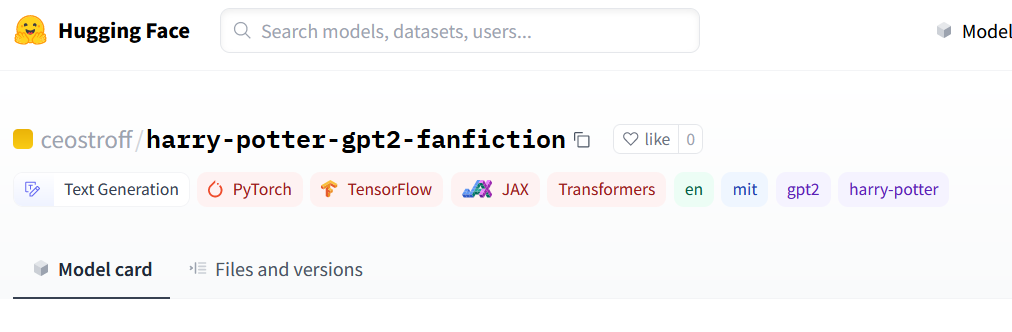 Hugging Face Search models, datasets, users... Model
ceostroff/harry-potter-gpt2-fanfiction like 0
Text Generation PyTorch TensorFlow JAX Transformers en mit gpt2 harry-potter
Model card Files and versions